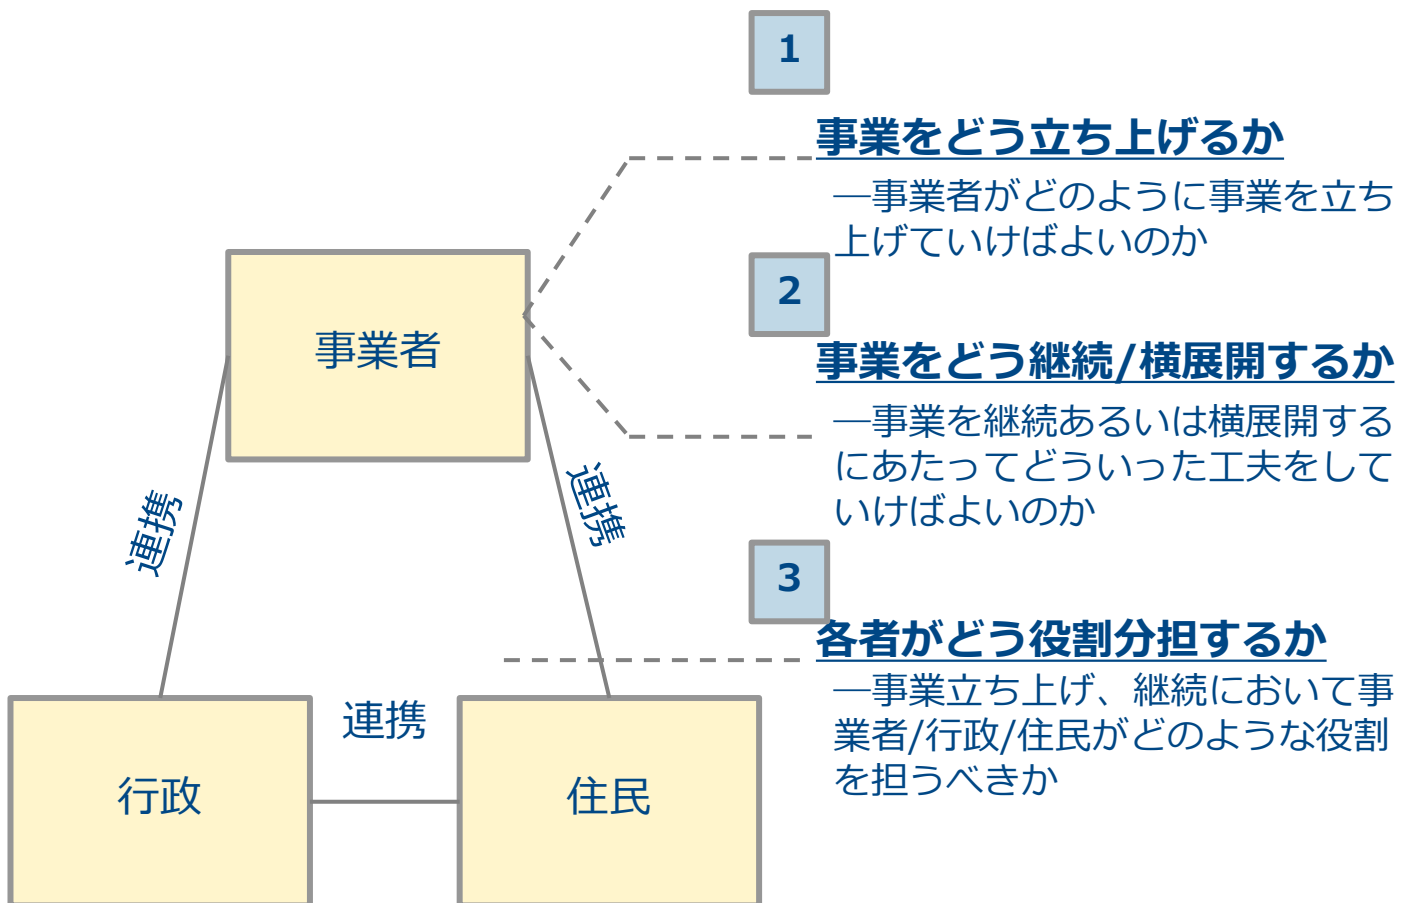 1
事業をどう立ち上げるか
―事業者がどのように事業を立ち
上げていけばよいのか
2
事業をどう継続/横展開するか
―事業を継続あるいは横展開する
にあたってどういった工夫をして
いけばよいのか
3
各者がどう役割分担するか
―事業立ち上げ、継続において事
業者/行政/住民がどのような役割
を担うべきか
事業者
連携
連携
連携
行政
住民